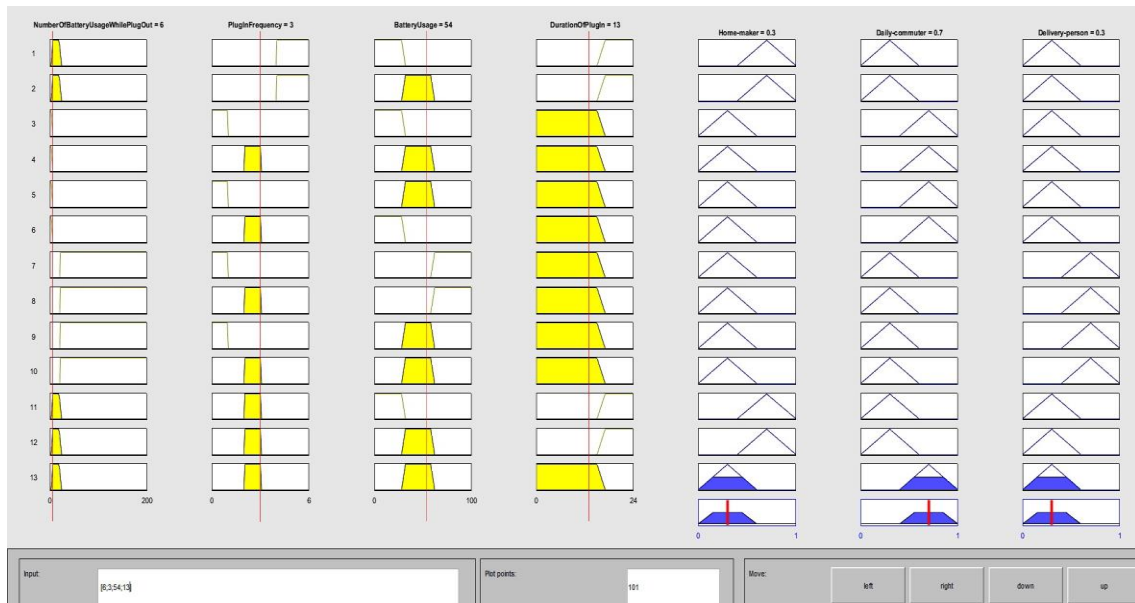 NumberOfBatteryUsageWhilePlugOut = 6
PlugInFrequency = 3
BatteryUsage = 54
DurationOfPlugIn = 13
Home-maker = 0.3
Daily-commuter = 0.7
Delivery-person = 0.3
1
2
3
4
5
6
7
8
9
10
11
12
13
0 200
0 6
0 100
0 24
0 1
0 1
0 1
Input:
[6;3;54;13]
Plot points:
101
Move:
left
right
down
up